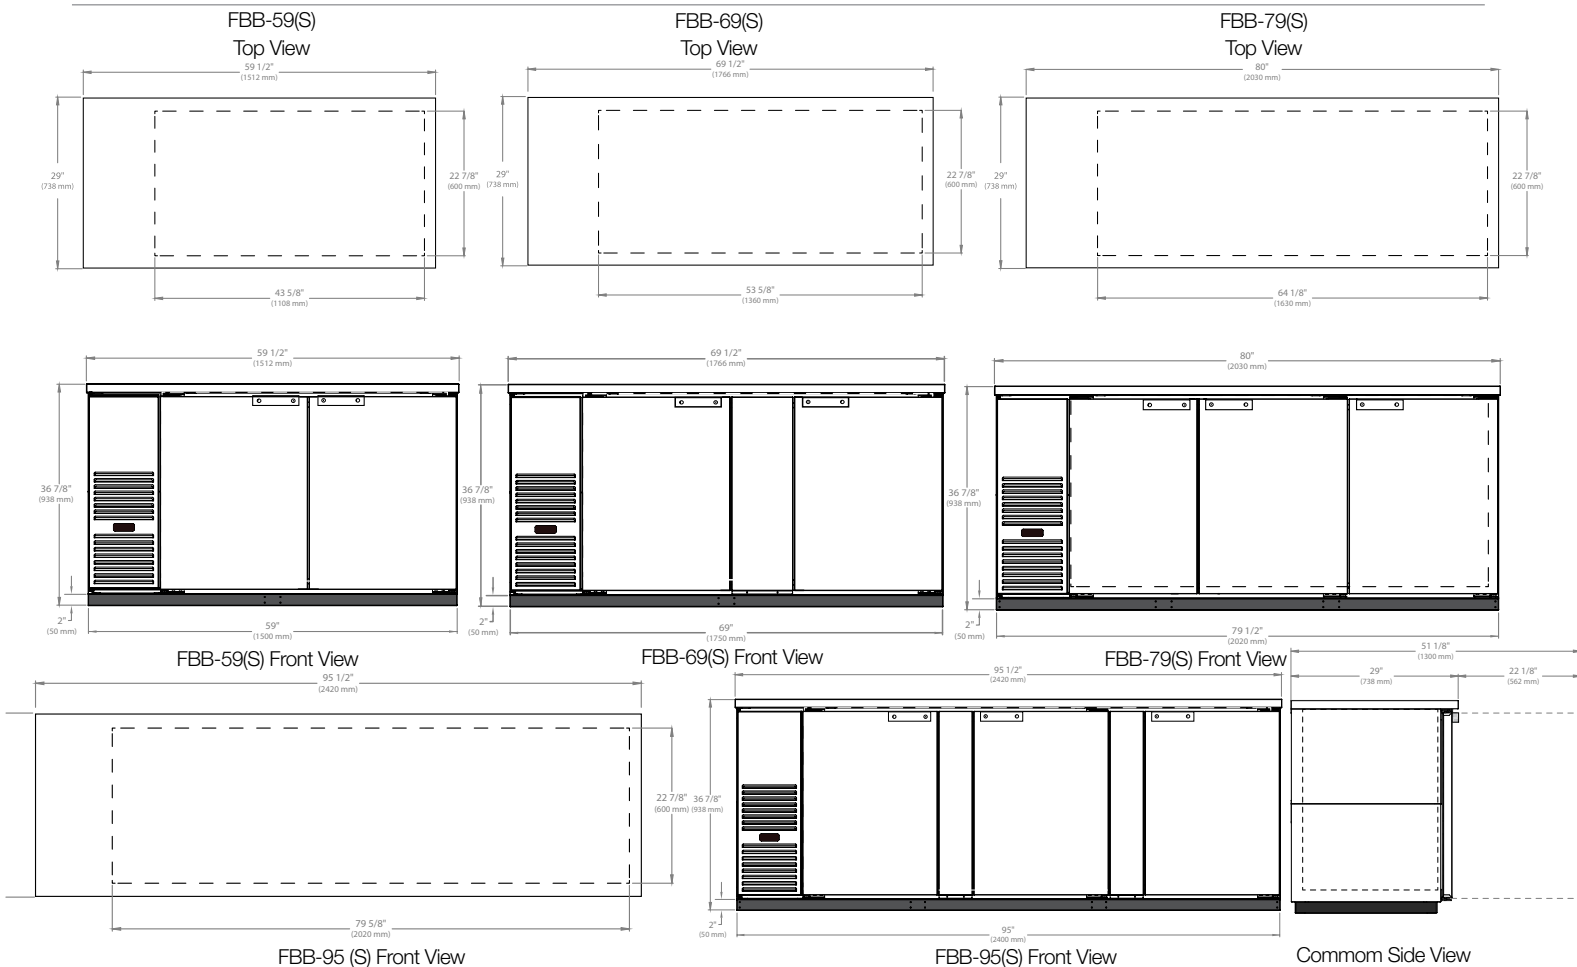 FBB-59(S)
Top View
59 1/2"
(1512 mm)
29"
(738 mm)
22 7/8"
(600 mm)
43 5/8"
(1108 mm)
FBB-69(S)
Top View
69 1/2"
(1766 mm)
29"
(738 mm)
22 7/8"
(600 mm)
53 5/8"
(1360 mm)
FBB-79(S)
Top View
80"
(2030 mm)
29"
(738 mm)
22 7/8"
(600 mm)
64 1/8"
(1630 mm)
59 1/2"
(1512 mm)
36 7/8"
(938 mm)
2"
(50 mm)
59"
(1500 mm)
FBB-59(S) Front View
69 1/2"
(1766 mm)
36 7/8"
(938 mm)
2"
(50 mm)
69"
(1750 mm)
FBB-69(S) Front View
80"
(2030 mm)
36 7/8"
(938 mm)
2"
(50 mm)
79 1/2"
(2020 mm)
FBB-79(S) Front View
95 1/2"
(2420 mm)
22 7/8"
(600 mm)
79 5/8"
(2020 mm)
FBB-95 (S) Front View
95 1/2"
(2420 mm)
36 7/8"
(938 mm)
2"
(50 mm)
95"
(2400 mm)
FBB-95(S) Front View
51 1/8"
(1300 mm)
29"
(738 mm)
22 1/8"
(562 mm)
Commom Side View